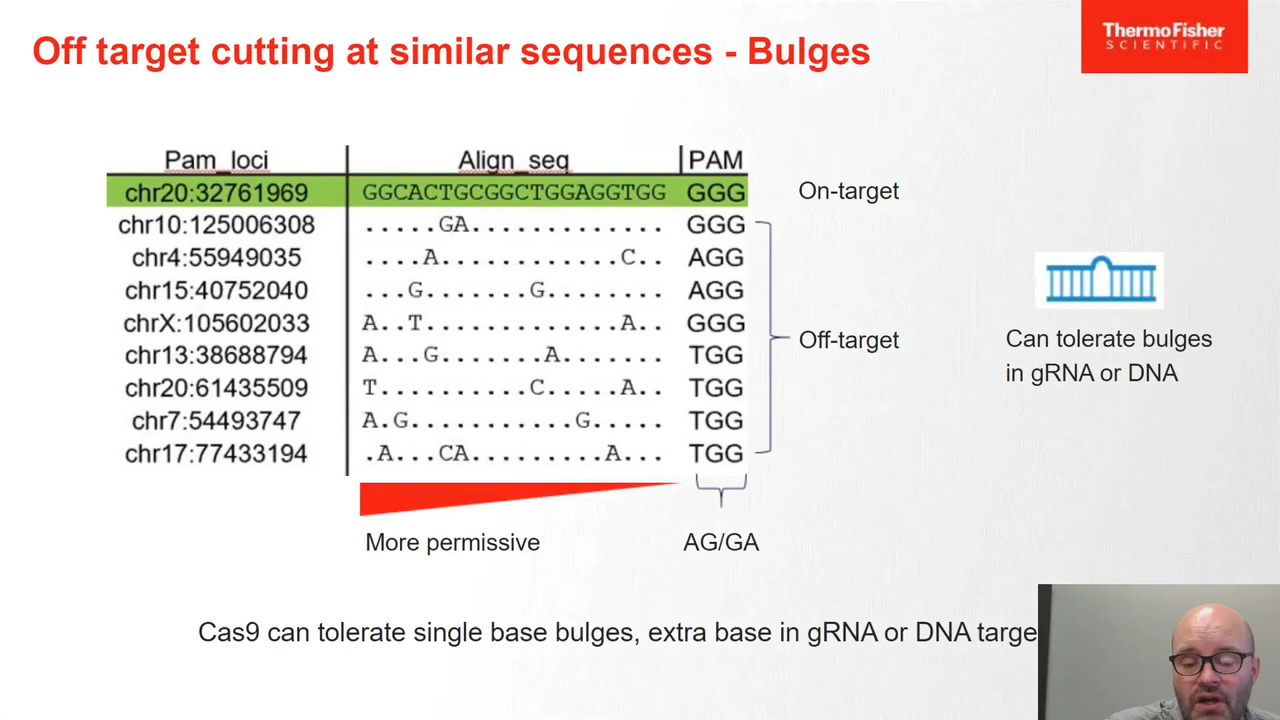 Off target cutting at similar sequences - Bulges
ThermoFisher
SCIENTIFIC
Pam_loci Align_seq PAM
chr20:32761969 GGCACTGCGGCTGGAGGTGG GGG
On-target
chr10:125006308 .....GA............. GGG
chr4:55949035 ....A............C.. AGG
chr15:40752040 ...G.......G........ AGG
chrX:105602033 A..T.............A.. GGG
chr13:38688794 A...G.......A....... TGG
chr20:61435509 T..........C.....A.. TGG
chr7:54493747 A.G...........G..... TGG
chr17:77433194 .A...CA.........A... TGG
Off-target
Can tolerate bulges
in gRNA or DNA
More permissive
AG/GA
Cas9 can tolerate single base bulges, extra base in gRNA or DNA targe